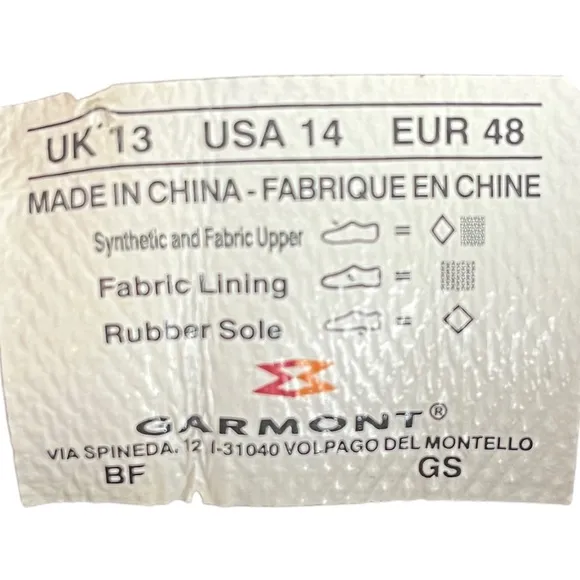 UK 13 USA 14 EUR 48
MADE IN CHINA - FABRIQUE EN CHINE
Synthetic and Fabric Upper =
Fabric Lining =
Rubber Sole =
GARMONT®
VIA SPINEDA, 12 I-31040 VOLPAGO DEL MONTELLO
BF GS